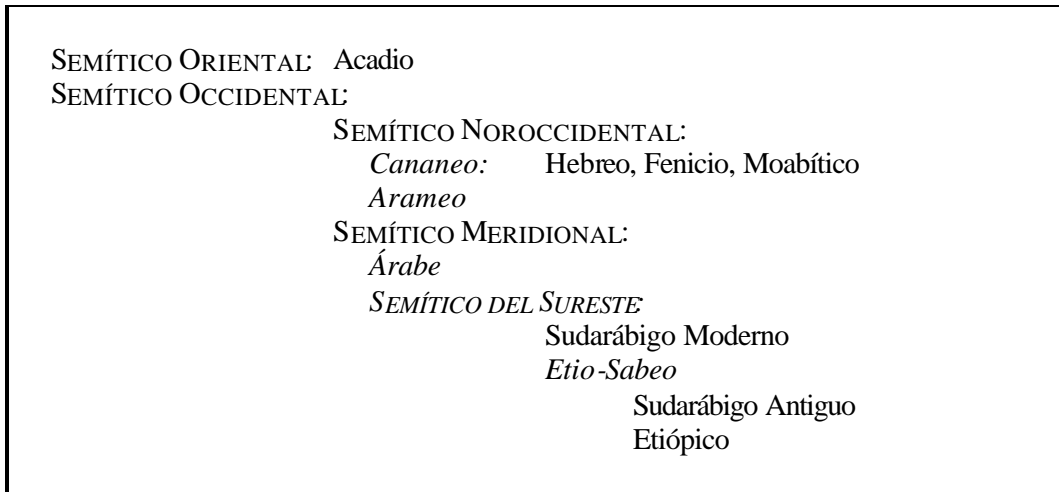 SEMÍTICO ORIENTAL: Acadio
SEMÍTICO OCCIDENTAL:
SEMÍTICO NOROCCIDENTAL:
Cananeo: Hebreo, Fenicio, Moabítico
Arameo
SEMÍTICO MERIDIONAL:
Árabe
SEMÍTICO DEL SURESTE:
Sudarábigo Moderno
Etio-Sabeo
Sudarábigo Antiguo
Etiópico